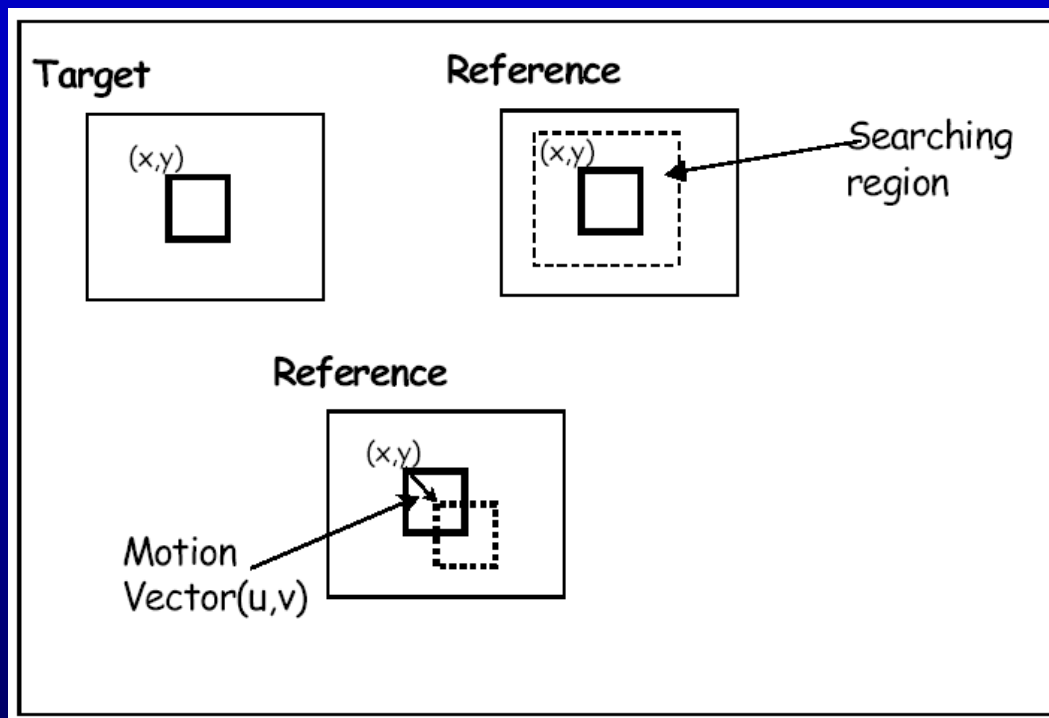 Target
Reference
(x,y)
(x,y)
Searching
region
Reference
(x,y)
Motion
Vector(u,v)